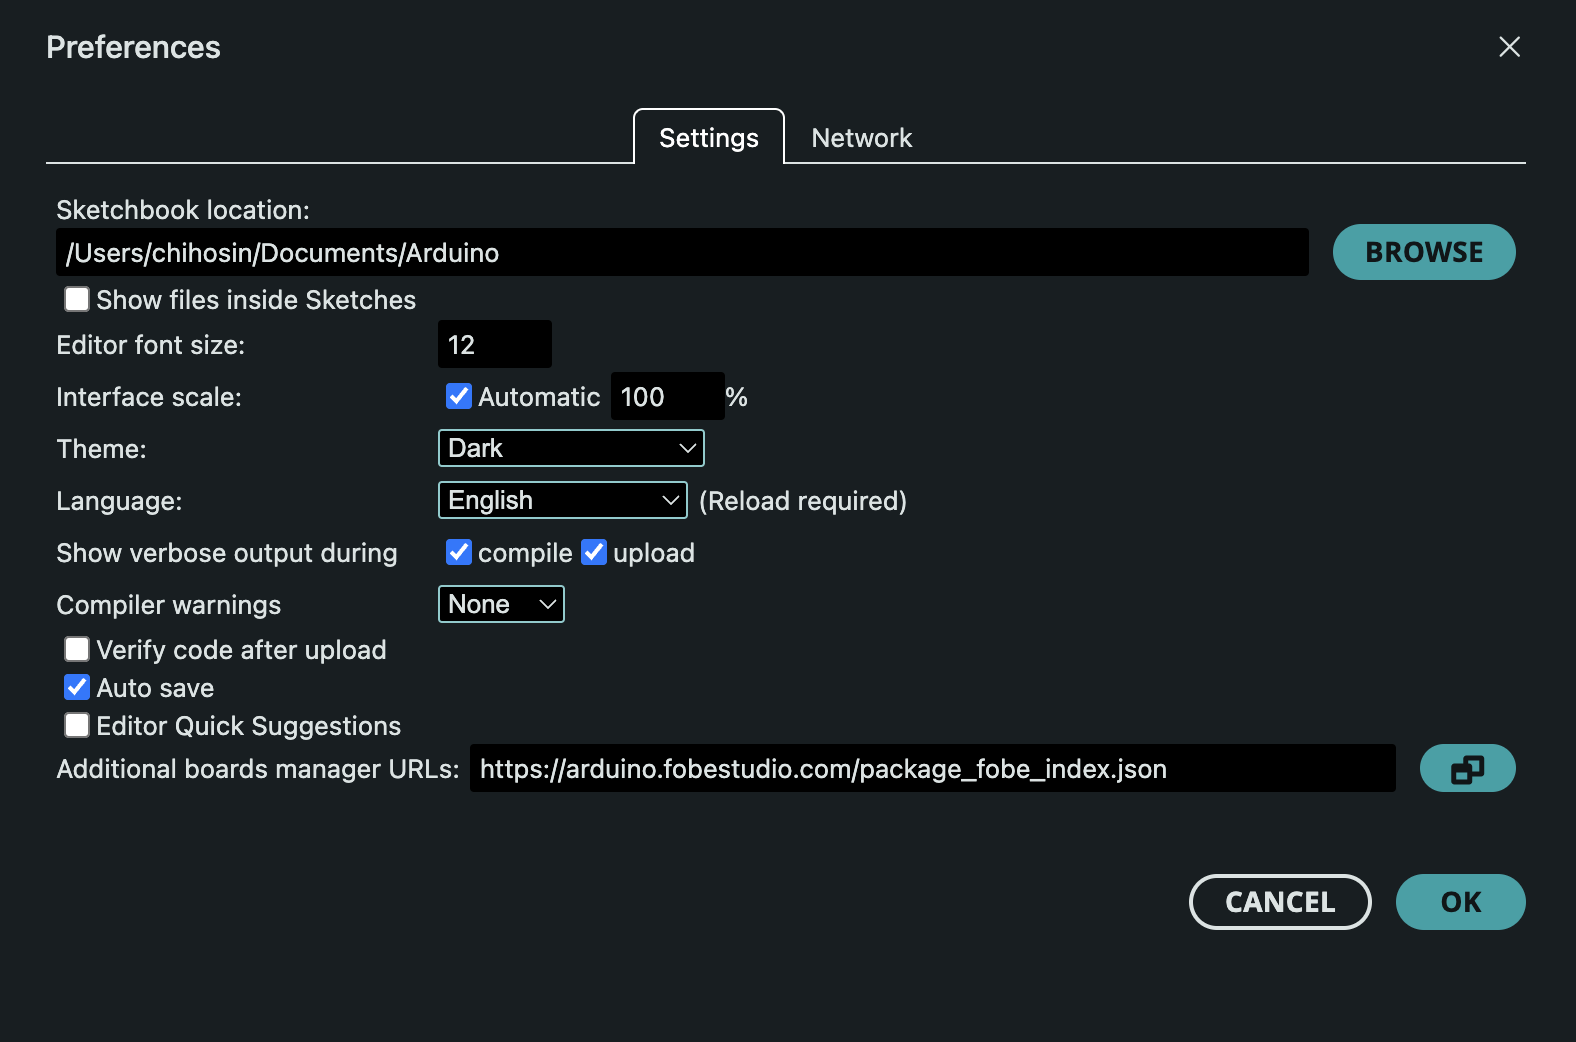 Preferences
Settings Network
Sketchbook location:
/Users/chihosin/Documents/Arduino BROWSE
Show files inside Sketches
Editor font size: 12
Interface scale: Automatic 100 %
Theme: Dark
Language: English (Reload required)
Show verbose output during compile upload
Compiler warnings None
Verify code after upload
Auto save
Editor Quick Suggestions
Additional boards manager URLs: https://arduino.fobestudio.com/package_fobe_index.json
CANCEL OK